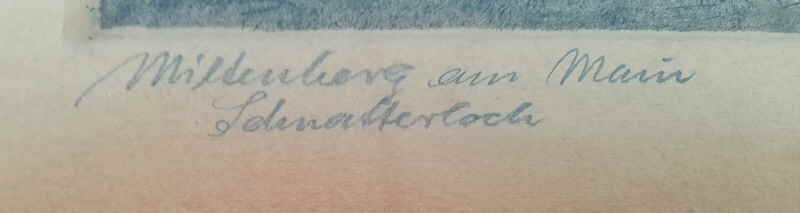 Miltenberg am Main
Schnatterloch